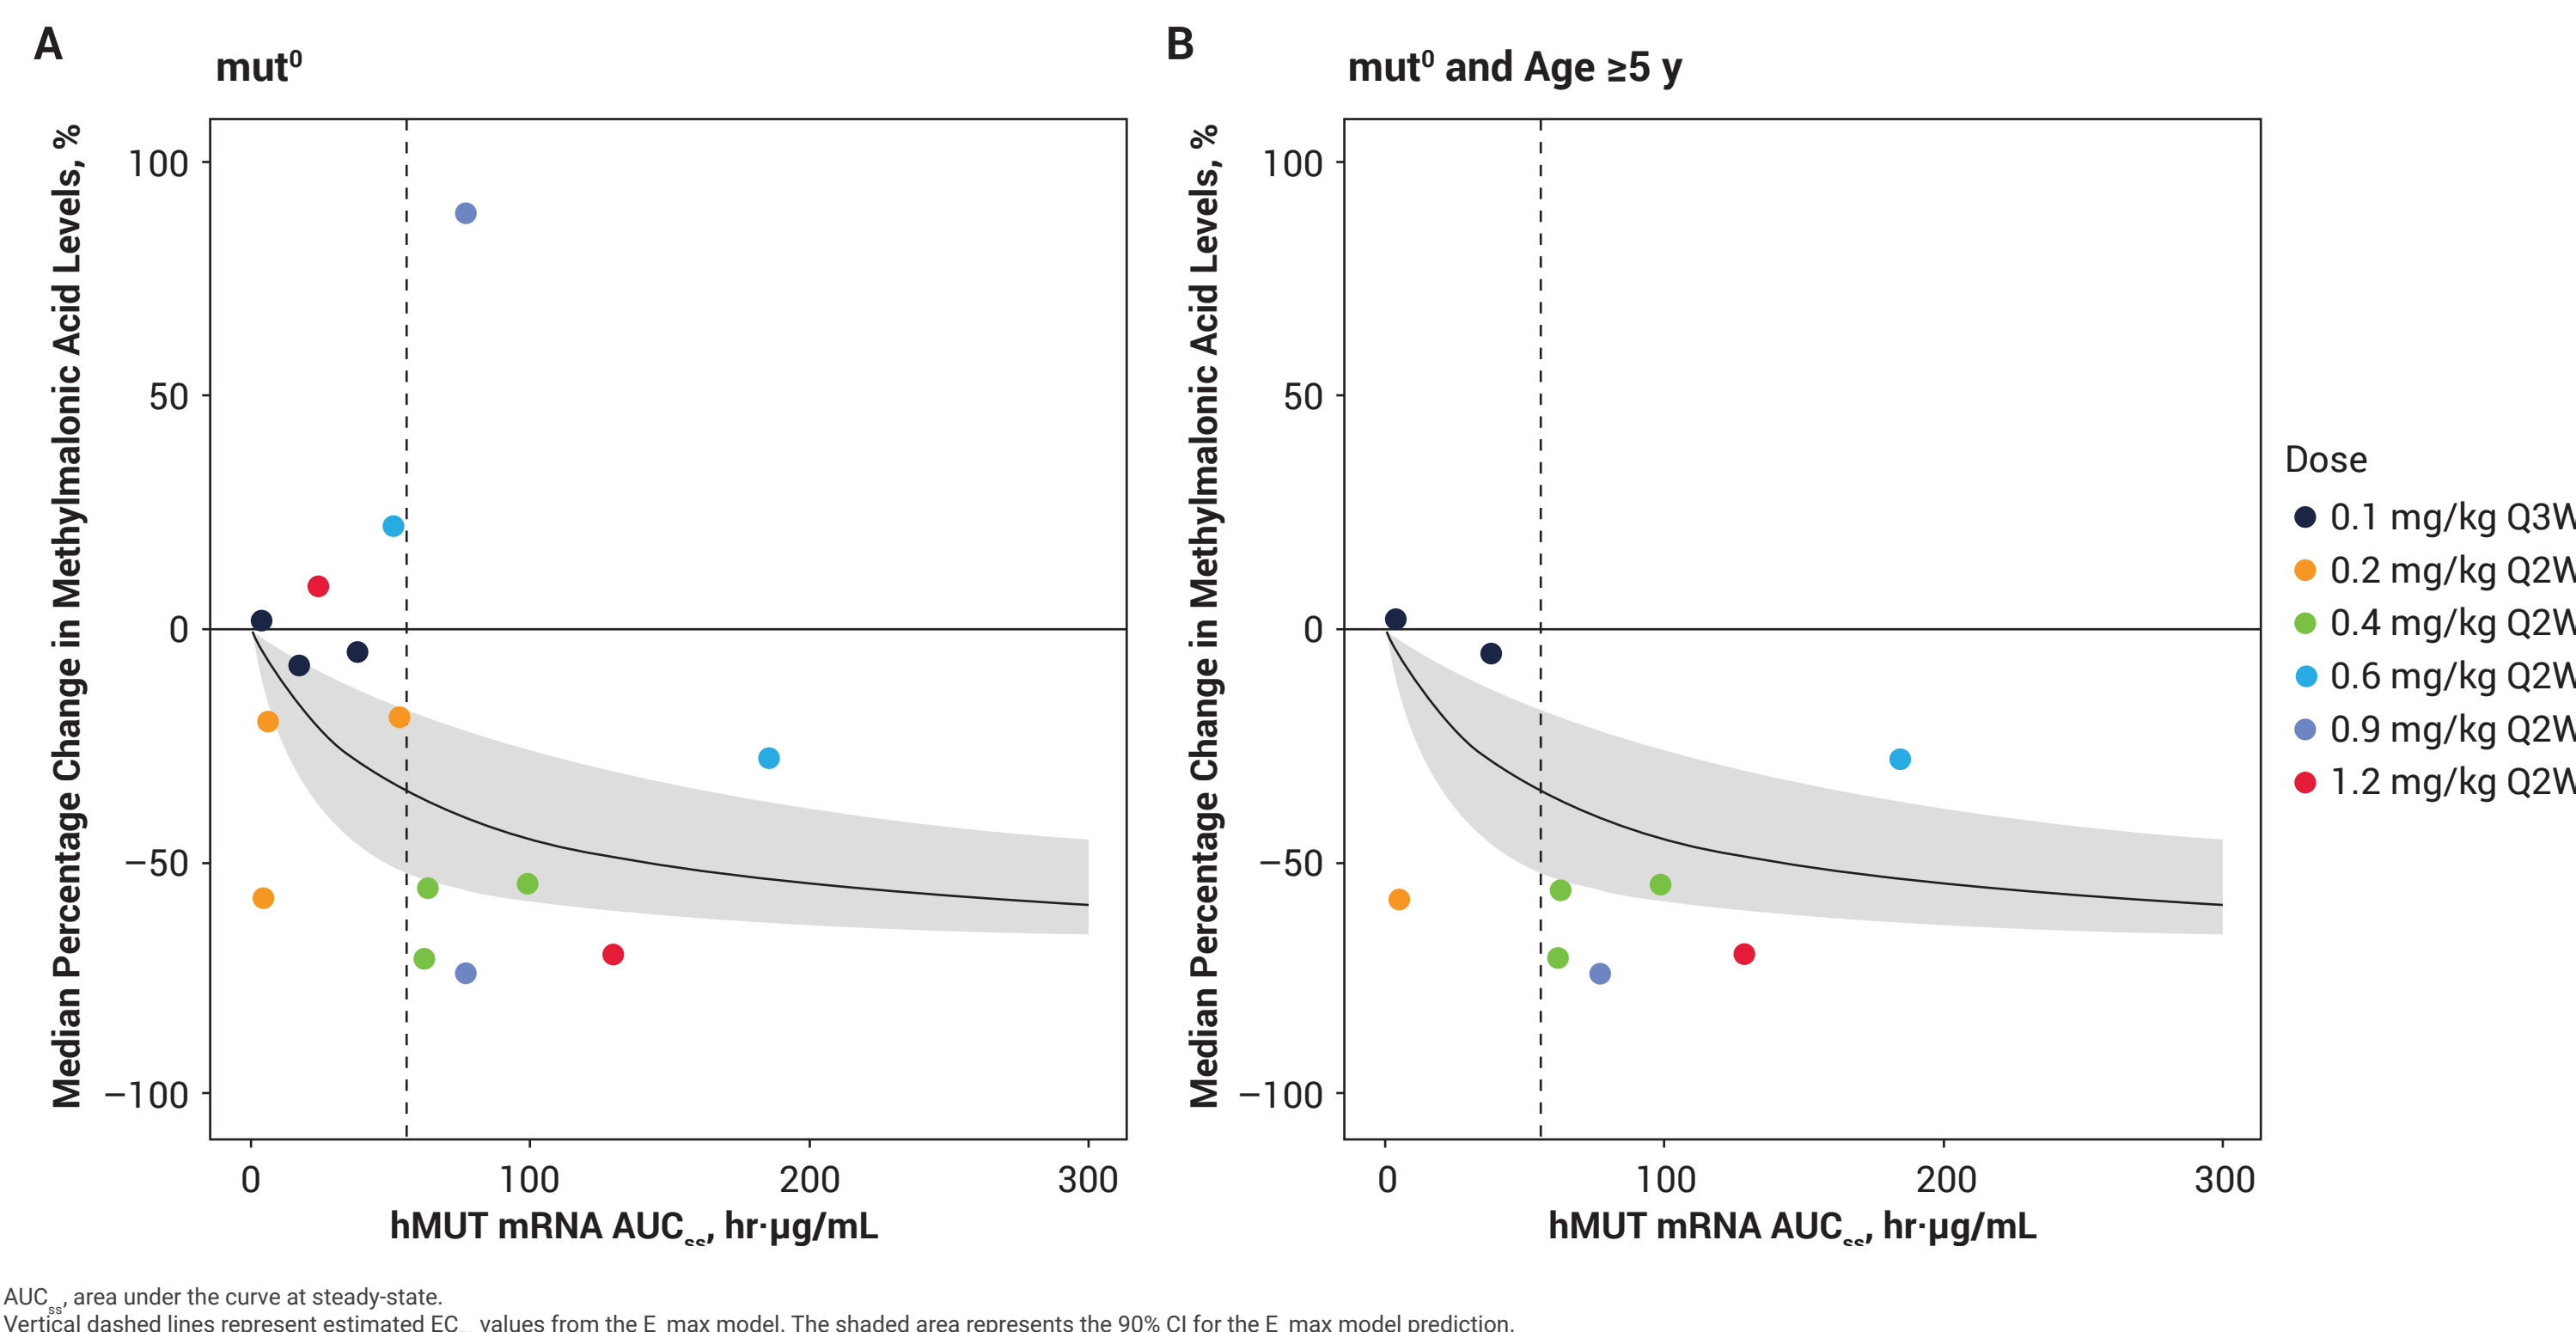 A
mut⁰
Median Percentage Change in Methylmalonic Acid Levels, %
100
50
0
−50
−100
0 100 200 300
hMUT mRNA AUCss, hr·µg/mL
B
mut⁰ and Age ≥5 y
Median Percentage Change in Methylmalonic Acid Levels, %
100
50
0
−50
−100
0 100 200 300
hMUT mRNA AUCss, hr·µg/mL
Dose
0.1 mg/kg Q3W
0.2 mg/kg Q2W
0.4 mg/kg Q2W
0.6 mg/kg Q2W
0.9 mg/kg Q2W
1.2 mg/kg Q2W
AUCss, area under the curve at steady-state.
Vertical dashed lines represent estimated EC values from the E_max model. The shaded area represents the 90% CI for the E_max model prediction.